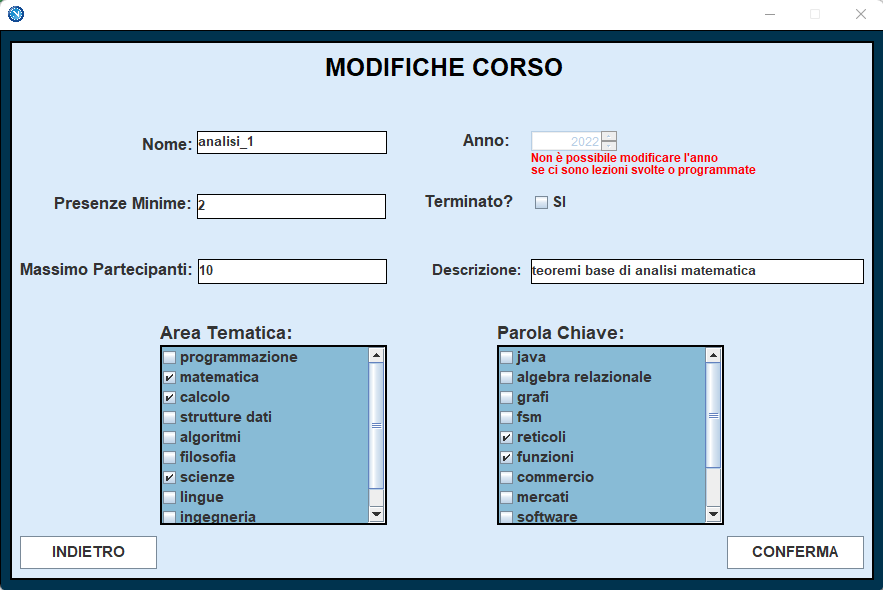 MODIFICHE CORSO
Nome: analisi_1
Anno: 2022
Non è possibile modificare l'anno
se ci sono lezioni svolte o programmate
Presenze Minime: 2
Terminato? SI
Massimo Partecipanti: 10
Descrizione: teoremi base di analisi matematica
Area Tematica:
programmazione
matematica
calcolo
strutture dati
algoritmi
filosofia
scienze
lingue
ingegneria
Parola Chiave:
java
algebra relazionale
grafi
fsm
reticoli
funzioni
commercio
mercati
software
INDIETRO
CONFERMA